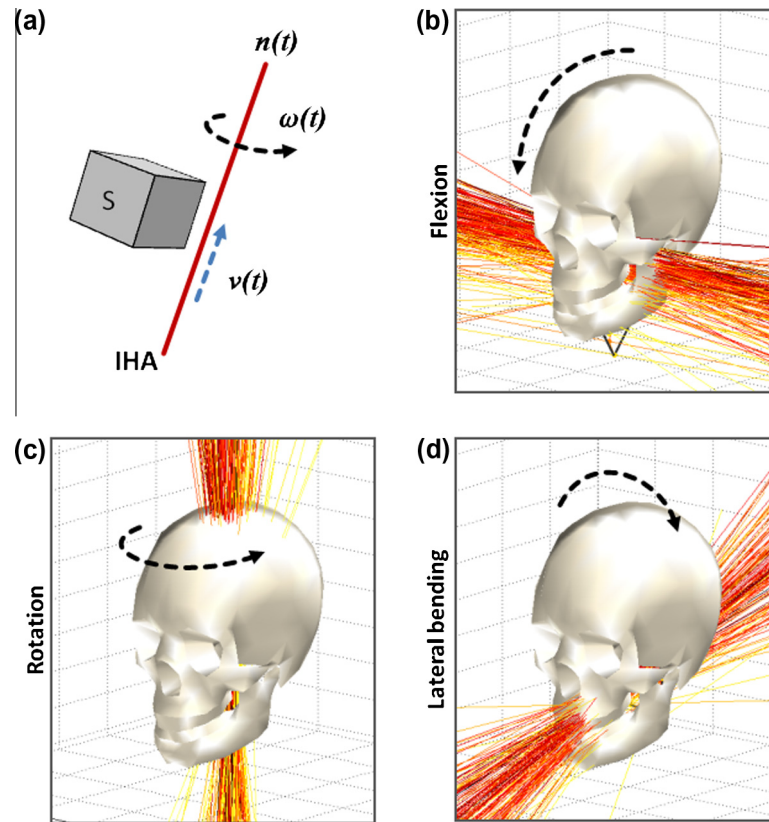 (a)
n(t)
ω(t)
S
v(t)
IHA
(b)
Flexion
(c)
Rotation
(d)
Lateral bending